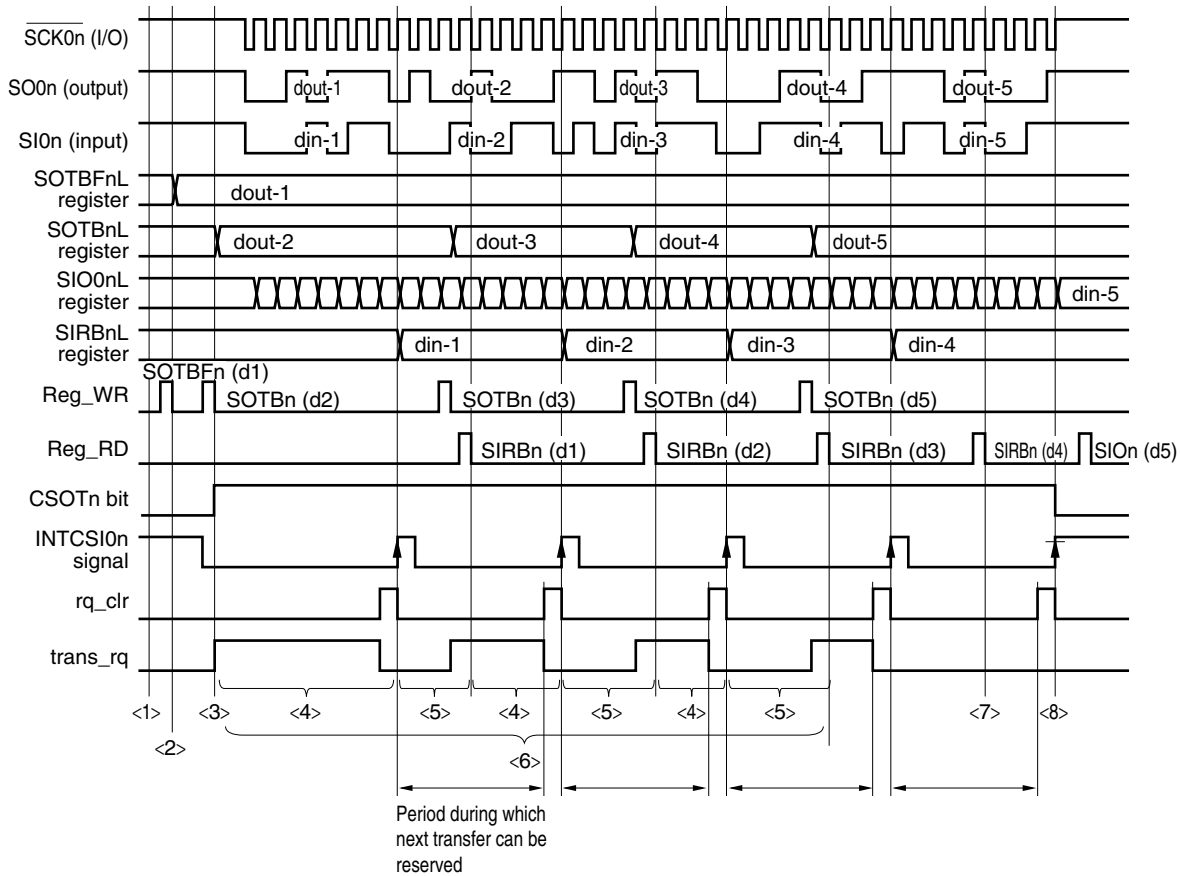 SCK0n (I/O)
SO0n (output)
dout-1 dout-2 dout-3 dout-4 dout-5
SI0n (input)
din-1 din-2 din-3 din-4 din-5
SOTBFnL
register
dout-1
SOTBnL
register
dout-2 dout-3 dout-4 dout-5
SIO0nL
register
din-5
SIRBnL
register
din-1 din-2 din-3 din-4
SOTBFn (d1)
Reg_WR
SOTBn (d2) SOTBn (d3) SOTBn (d4) SOTBn (d5)
Reg_RD
SIRBn (d1) SIRBn (d2) SIRBn (d3) SIRBn (d4) SIOn (d5)
CSOTn bit
INTCSI0n
signal
rq_clr
trans_rq
<1> <3> <4> <5> <4> <5> <4> <5> <7> <8>
<2> <6>
Period during which
next transfer can be
reserved